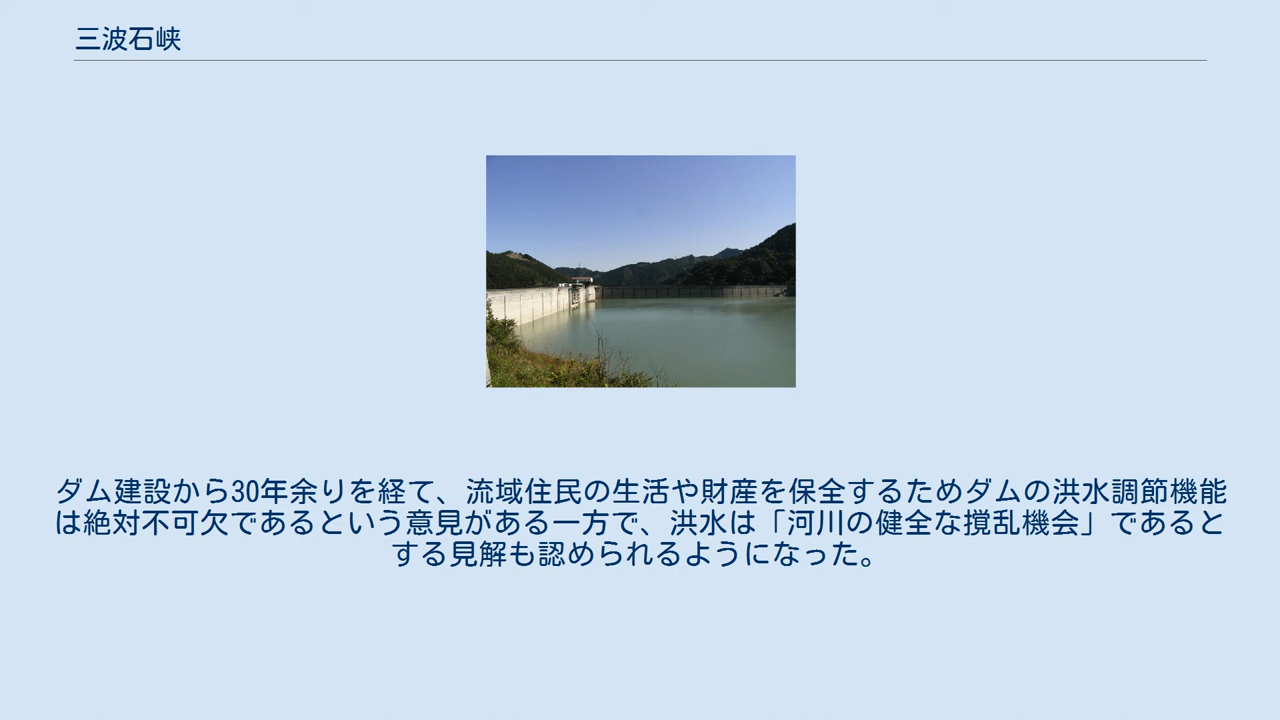 三波石峡
ダム建設から30年余りを経て、流域住民の生活や財産を保全するためダムの洪水調節機能
は絶対不可欠であるという意見がある一方で、洪水は「河川の健全な撹乱機会」であると
する見解も認められるようになった。